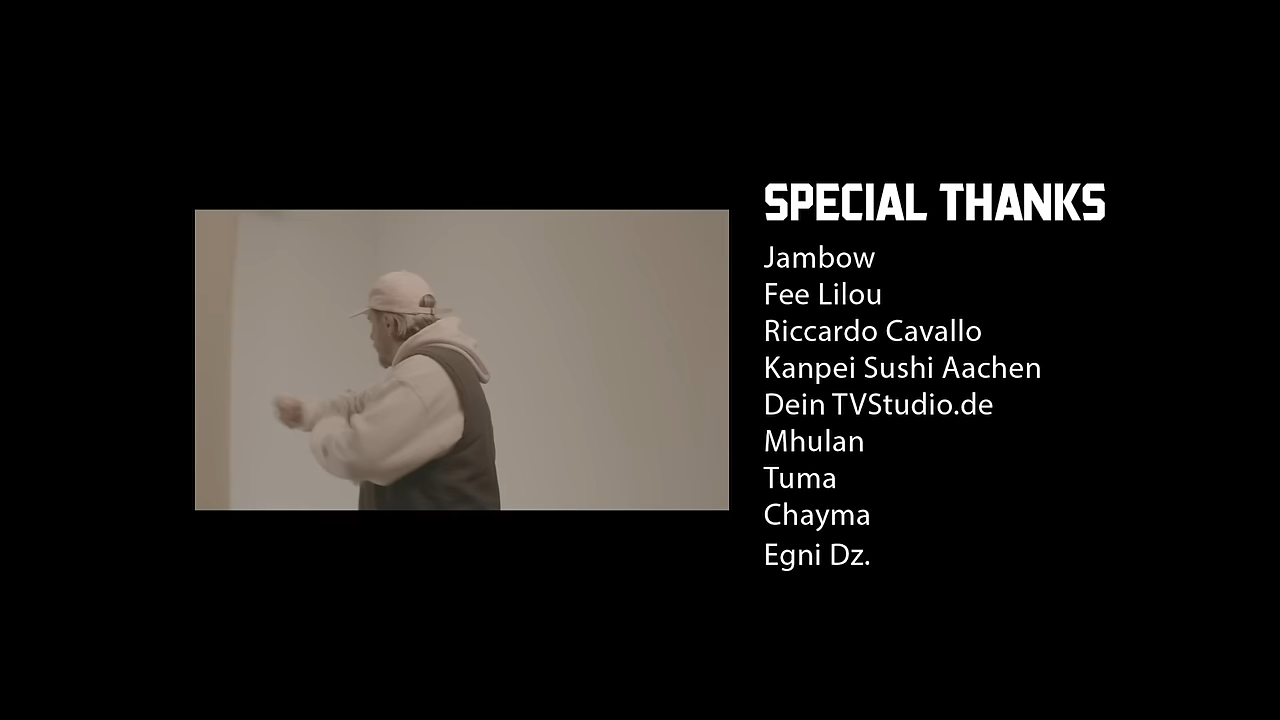 SPECIAL THANKS
Jambow
Fee Lilou
Riccardo Cavallo
Kanpei Sushi Aachen
Dein TVStudio.de
Mhulan
Tuma
Chayma
Egni Dz.